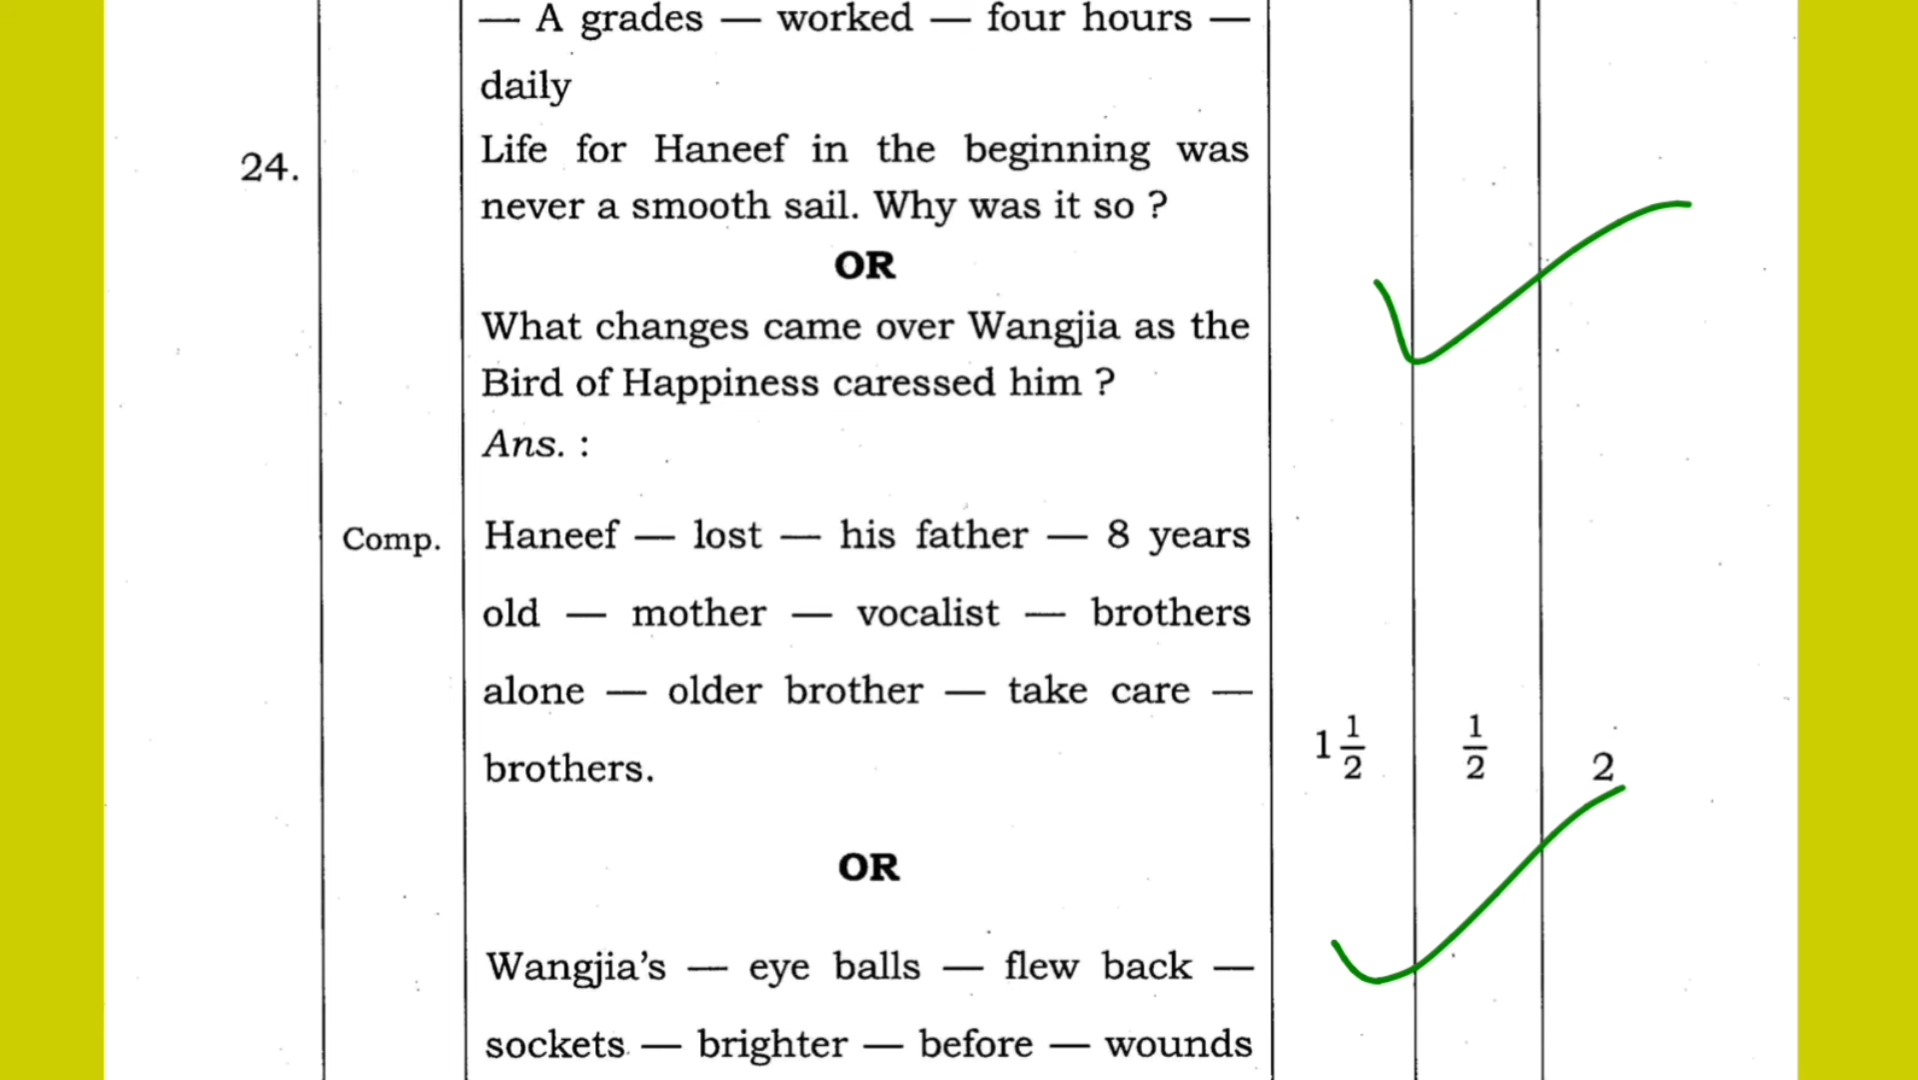 — A grades — worked — four hours —
daily
24.
Life for Haneef in the beginning was
never a smooth sail. Why was it so ?
OR
What changes came over Wangjia as the
Bird of Happiness caressed him ?
Ans. :
Comp.
Haneef — lost — his father — 8 years
old — mother — vocalist — brothers
alone — older brother — take care —
brothers.
1 1/2 1/2 2
OR
Wangjia’s — eye balls — flew back —
sockets — brighter — before — wounds